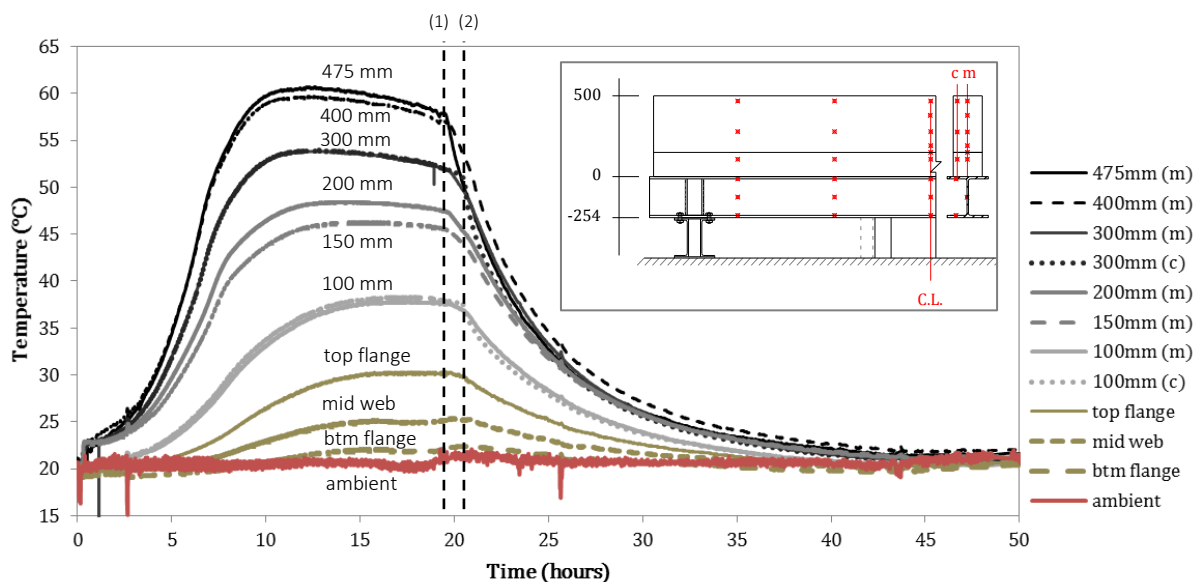 (1) (2)
65
60
55
50
45
40
35
30
25
20
15
Temperature (°C)
475 mm
400 mm
300 mm
200 mm
150 mm
100 mm
top flange
mid web
btm flange
ambient
c m
500
0
-254
C.L.
475mm (m)
400mm (m)
300mm (m)
300mm (c)
200mm (m)
150mm (m)
100mm (m)
100mm (c)
top flange
mid web
btm flange
ambient
0 5 10 15 20 25 30 35 40 45 50
Time (hours)